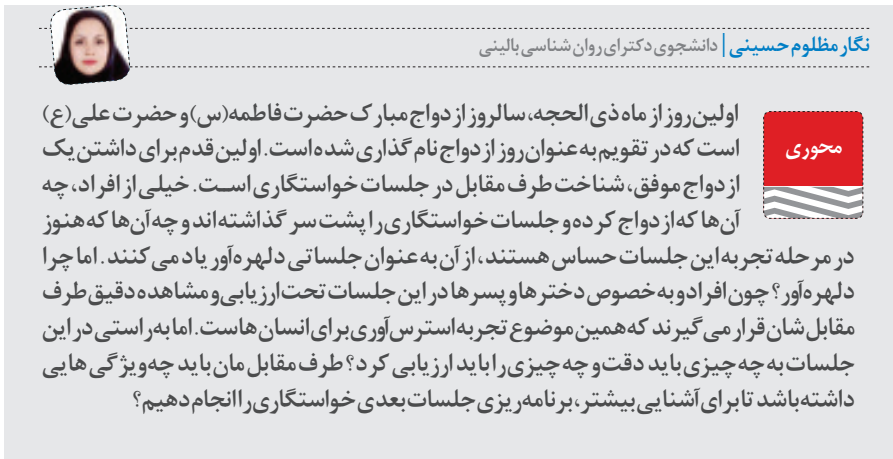 نگار مظلوم حسینی | دانشجوی دکترای روان شناسی بالینی
محوری
اولین روز از ماه ذی الحجه، سالروز ازدواج مبارک حضرت فاطمه(س) و حضرت علی(ع)
است که در تقویم به عنوان روز ازدواج نام گذاری شده است. اولین قدم برای داشتن یک
ازدواج موفق، شناخت طرف مقابل در جلسات خواستگاری است. خیلی از افراد، چه
آن ها که ازدواج کرده و جلسات خواستگاری را پشت سر گذاشته اند و چه آن ها که هنوز
در مرحله تجربه این جلسات حساس هستند، از آن به عنوان جلساتی دلهره آور یاد می کنند. اما چرا
دلهره آور؟ چون افراد و به خصوص دخترها و پسرها در این جلسات تحت ارزیابی و مشاهده دقیق طرف
مقابل شان قرار می گیرند که همین موضوع تجربه استرس آوری برای انسان هاست. اما به راستی در این
جلسات به چه چیزی باید دقت و چه چیزی را باید ارزیابی کرد؟ طرف مقابل مان باید چه ویژگی هایی
داشته باشد تا برای آشنایی بیشتر، برنامه ریزی جلسات بعدی خواستگاری را انجام دهیم؟